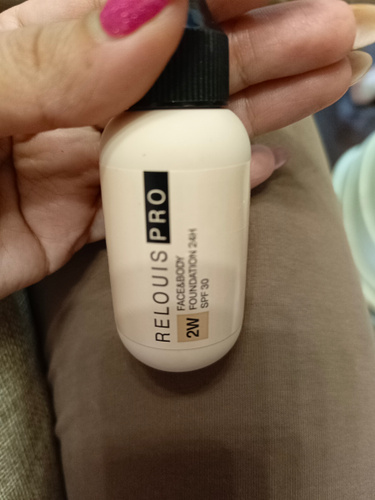 RELOUIS PRO
FACE&BODY
FOUNDATION 24H
2W SPF 30